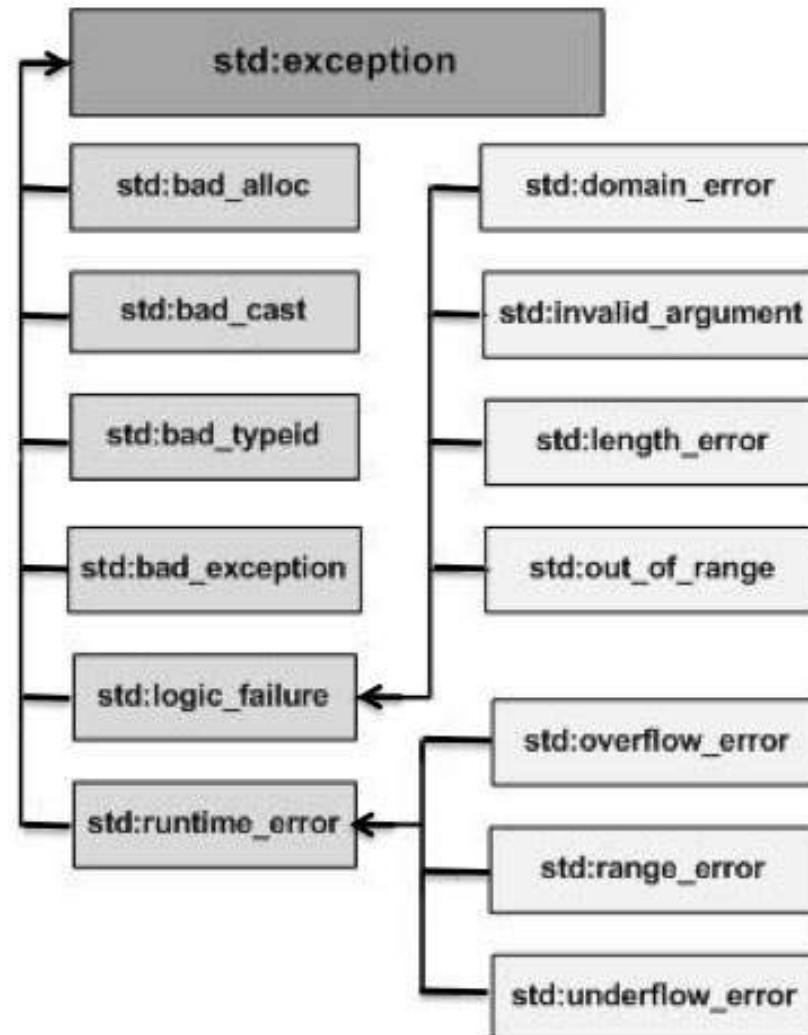 std:exception
std:bad_alloc
std:bad_cast
std:bad_typeid
std:bad_exception
std:logic_failure
std:runtime_error
std:domain_error
std:invalid_argument
std:length_error
std:out_of_range
std:overflow_error
std:range_error
std:underflow_error